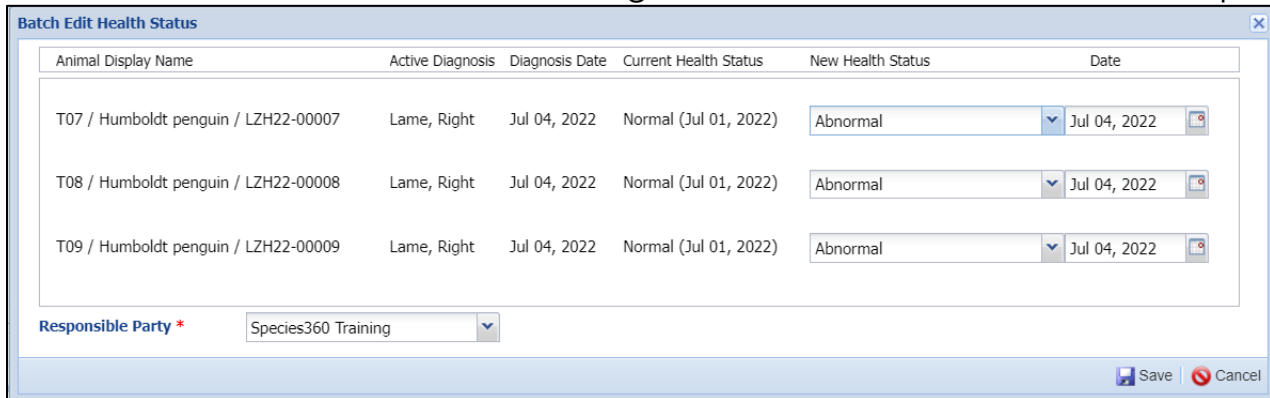 Batch Edit Health Status
Animal Display Name Active Diagnosis Diagnosis Date Current Health Status New Health Status Date
T07 / Humboldt penguin / LZH22-00007 Lame, Right Jul 04, 2022 Normal (Jul 01, 2022) Abnormal Jul 04, 2022
T08 / Humboldt penguin / LZH22-00008 Lame, Right Jul 04, 2022 Normal (Jul 01, 2022) Abnormal Jul 04, 2022
T09 / Humboldt penguin / LZH22-00009 Lame, Right Jul 04, 2022 Normal (Jul 01, 2022) Abnormal Jul 04, 2022
Responsible Party * Species360 Training
Save Cancel